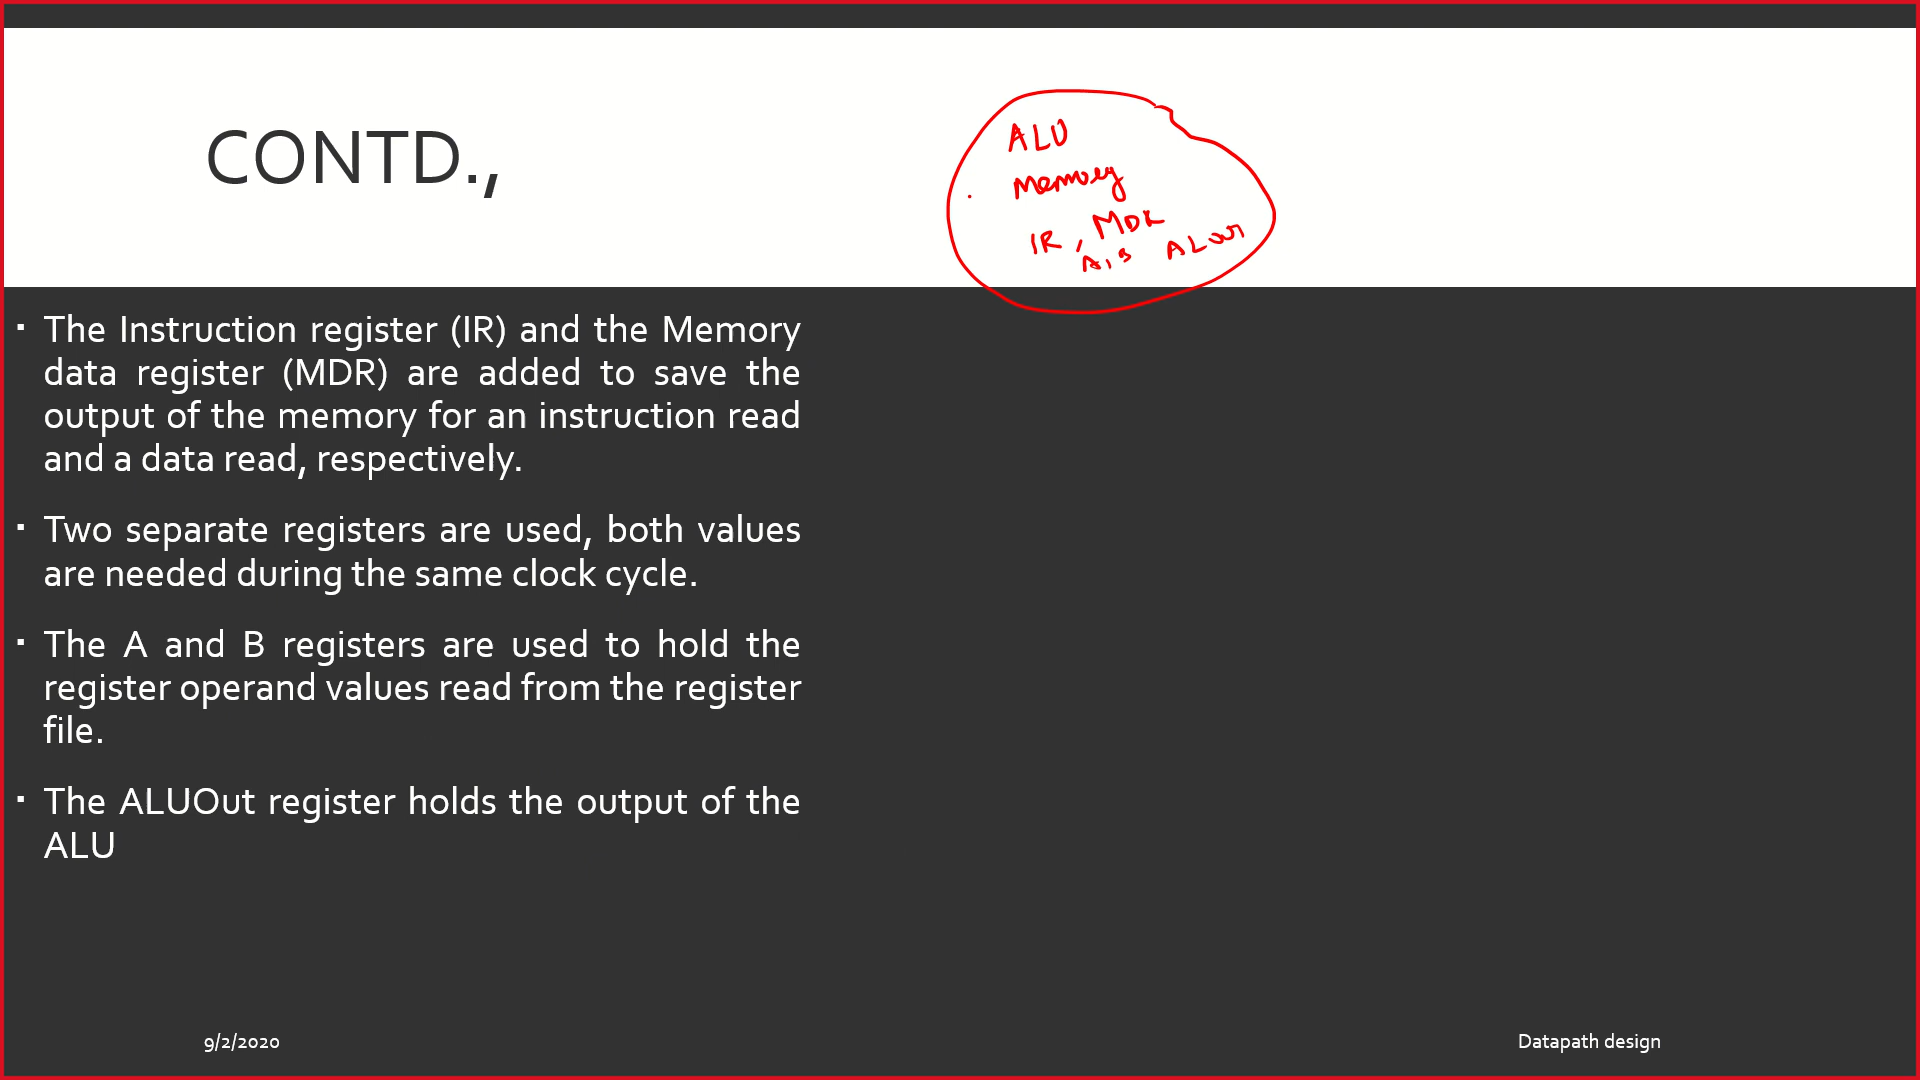 CONTD.,
ALU
Memory
IR, MDR
A, B ALOUT
▪ The Instruction register (IR) and the Memory
data register (MDR) are added to save the
output of the memory for an instruction read
and a data read, respectively.
▪ Two separate registers are used, both values
are needed during the same clock cycle.
▪ The A and B registers are used to hold the
register operand values read from the register
file.
▪ The ALUOut register holds the output of the
ALU
9/2/2020
Datapath design